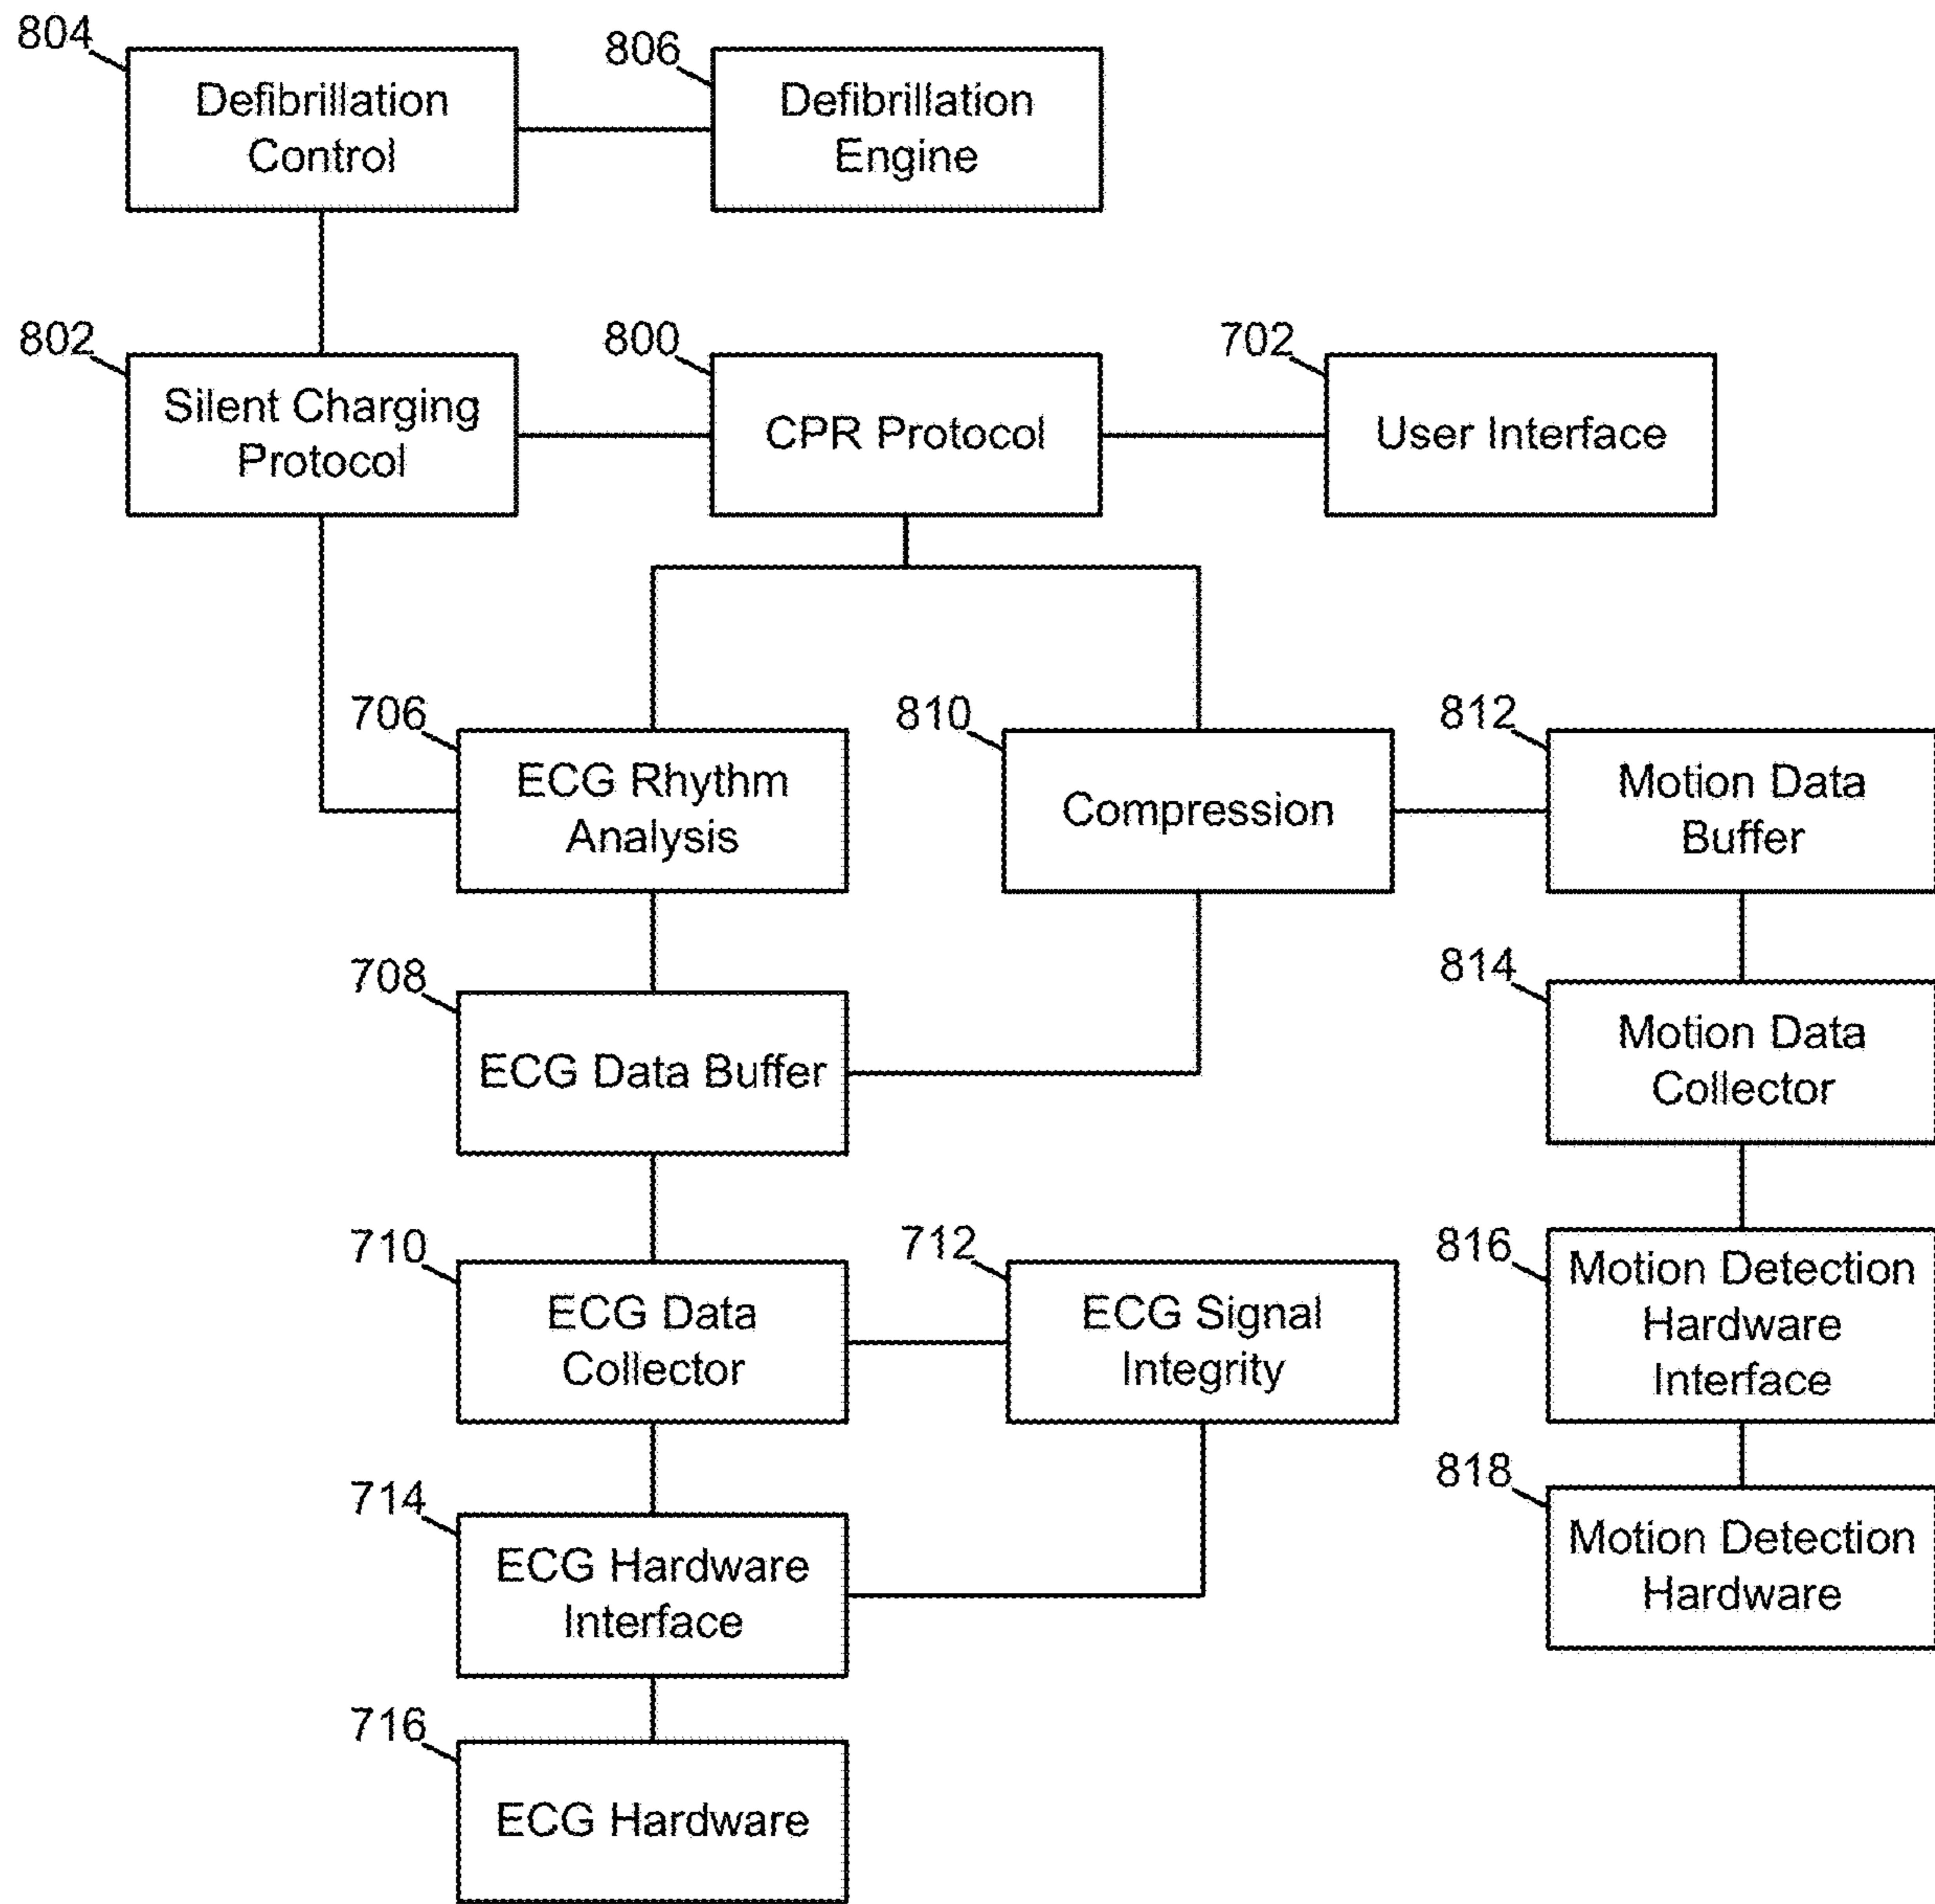 804
Defibrillation
Control
806
Defibrillation
Engine
802
Silent Charging
Protocol
800
CPR Protocol
702
User Interface
706
ECG Rhythm
Analysis
810
Compression
812
Motion Data
Buffer
708
ECG Data Buffer
814
Motion Data
Collector
710
ECG Data
Collector
712
ECG Signal
Integrity
816
Motion Detection
Hardware
Interface
714
ECG Hardware
Interface
818
Motion Detection
Hardware
716
ECG Hardware